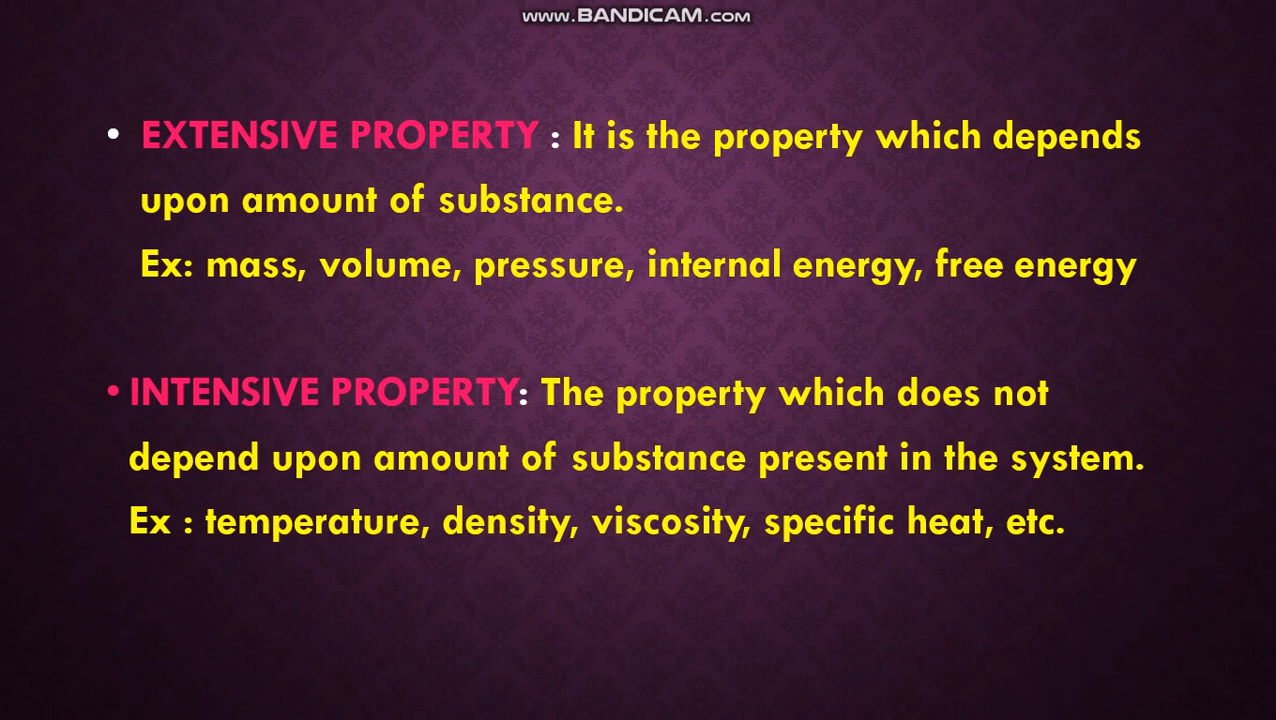 www.BANDICAM.com
• EXTENSIVE PROPERTY : It is the property which depends
upon amount of substance.
Ex: mass, volume, pressure, internal energy, free energy
• INTENSIVE PROPERTY: The property which does not
depend upon amount of substance present in the system.
Ex : temperature, density, viscosity, specific heat, etc.